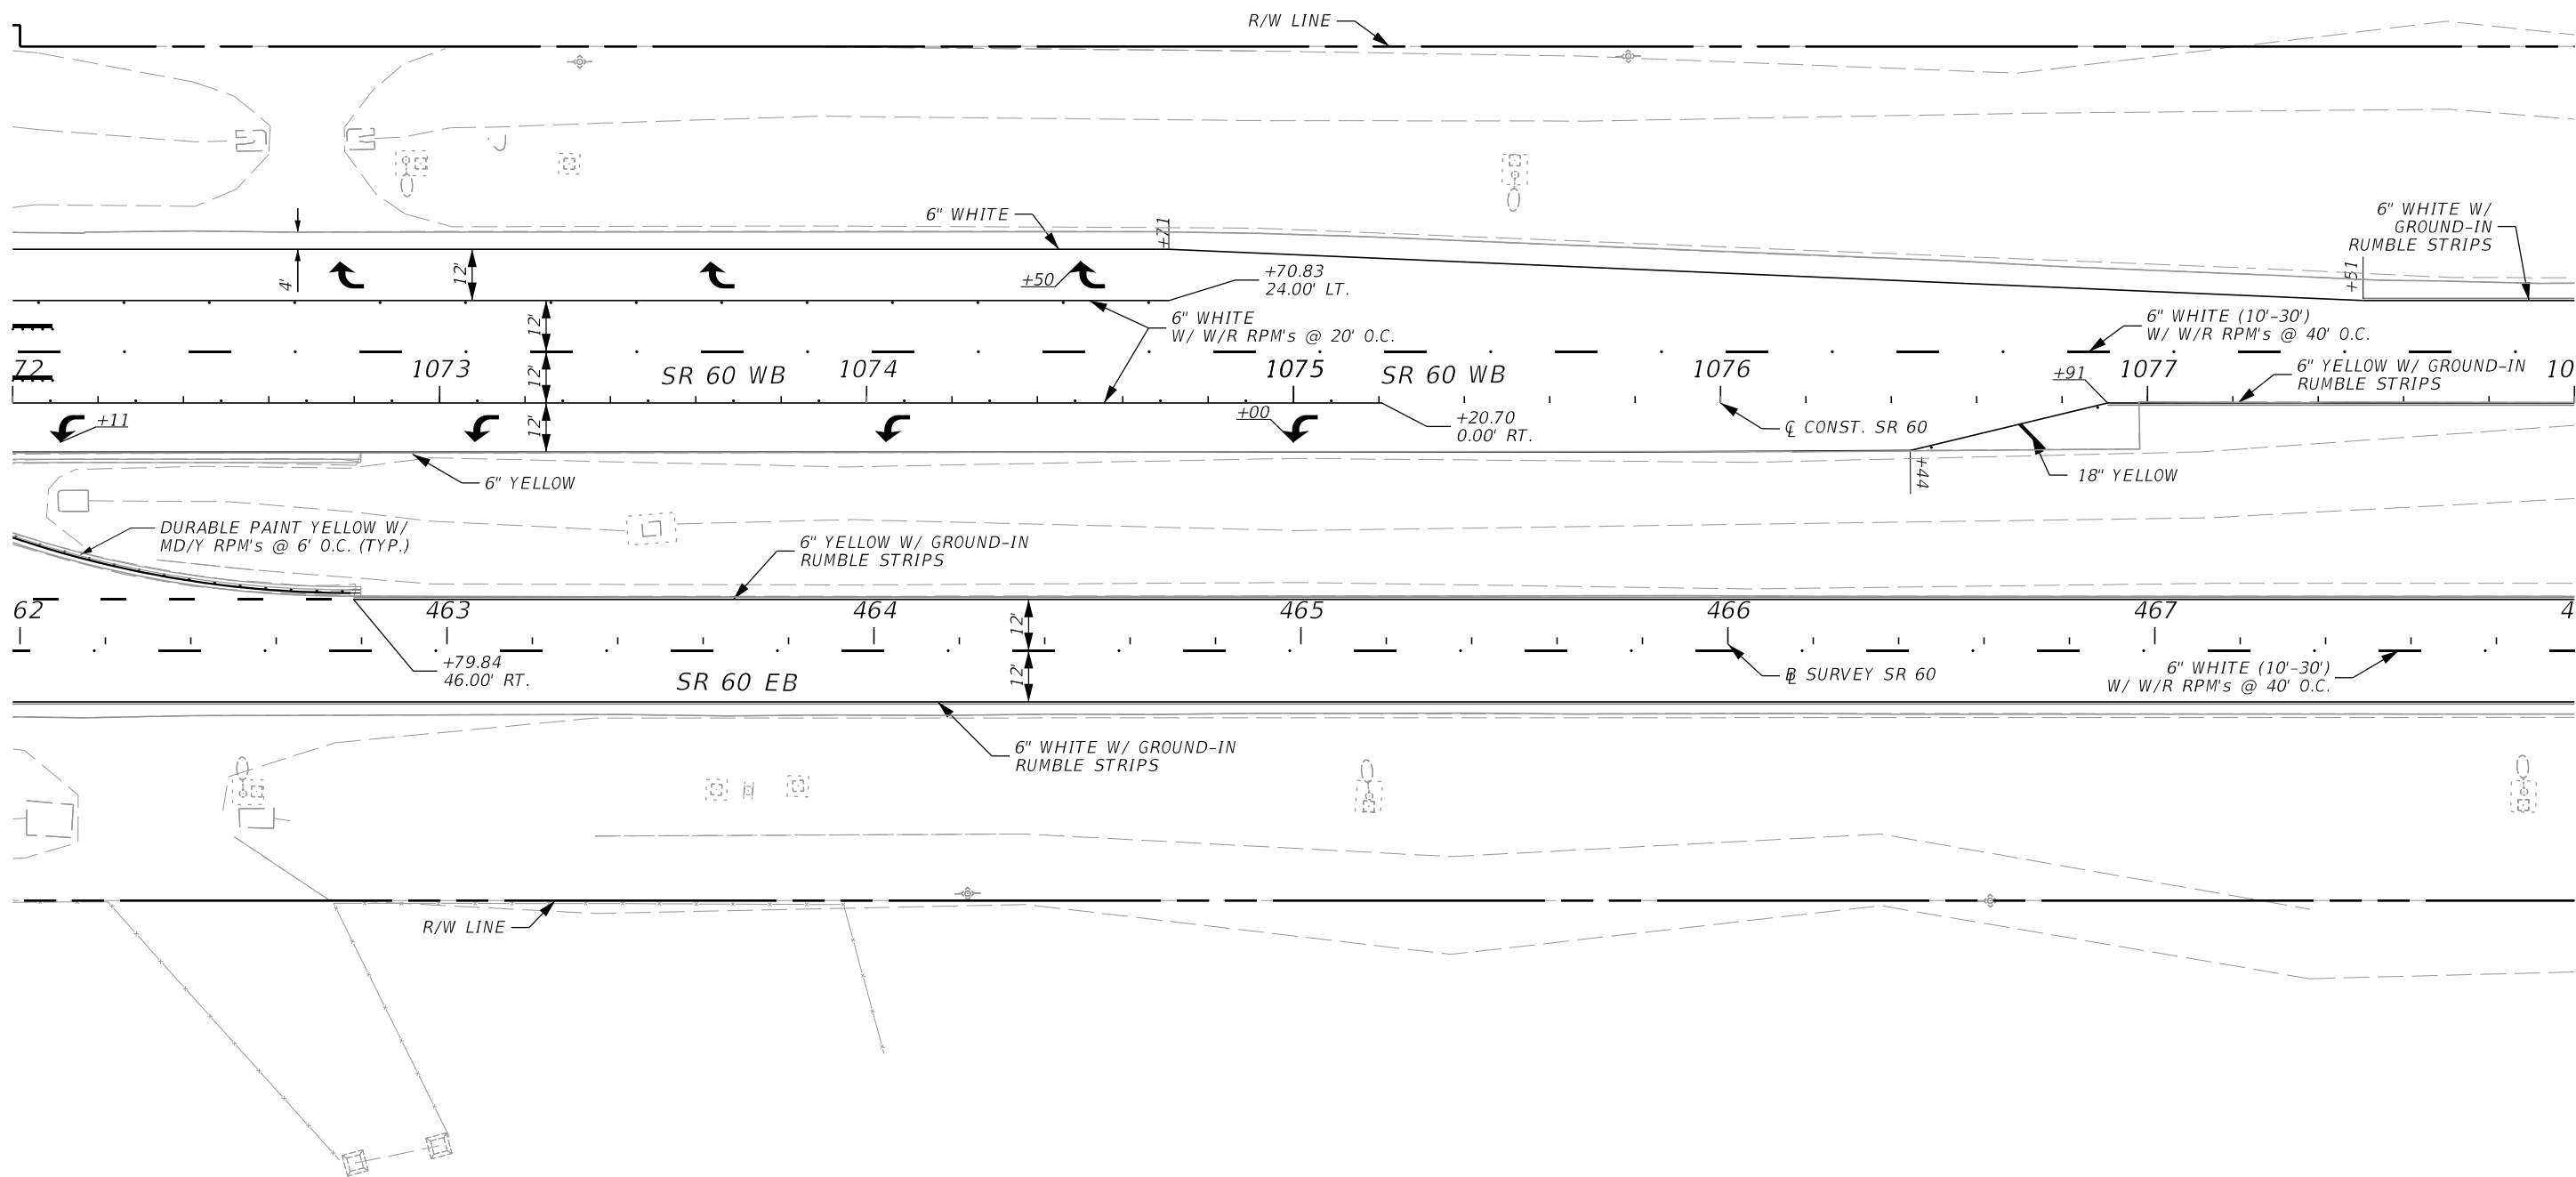 R/W LINE
6" WHITE
+71
6" WHITE W/
GROUND-IN
RUMBLE STRIPS
4'
12'
+50
+70.83
24.00' LT.
+51
12'
6" WHITE
W/ W/R RPM's @ 20' O.C.
6" WHITE (10'-30')
W/ W/R RPM's @ 40' O.C.
72
1073
12'
SR 60 WB
1074
1075
SR 60 WB
1076
+91
1077
6" YELLOW W/ GROUND-IN
RUMBLE STRIPS
10
+11
12'
+00
+20.70
0.00' RT.
℄ CONST. SR 60
6" YELLOW
+44
18" YELLOW
DURABLE PAINT YELLOW W/
MD/Y RPM's @ 6' O.C. (TYP.)
6" YELLOW W/ GROUND-IN
RUMBLE STRIPS
62
463
464
12'
465
466
467
4
+79.84
46.00' RT.
SR 60 EB
12'
BL SURVEY SR 60
6" WHITE (10'-30')
W/ W/R RPM's @ 40' O.C.
6" WHITE W/ GROUND-IN
RUMBLE STRIPS
R/W LINE